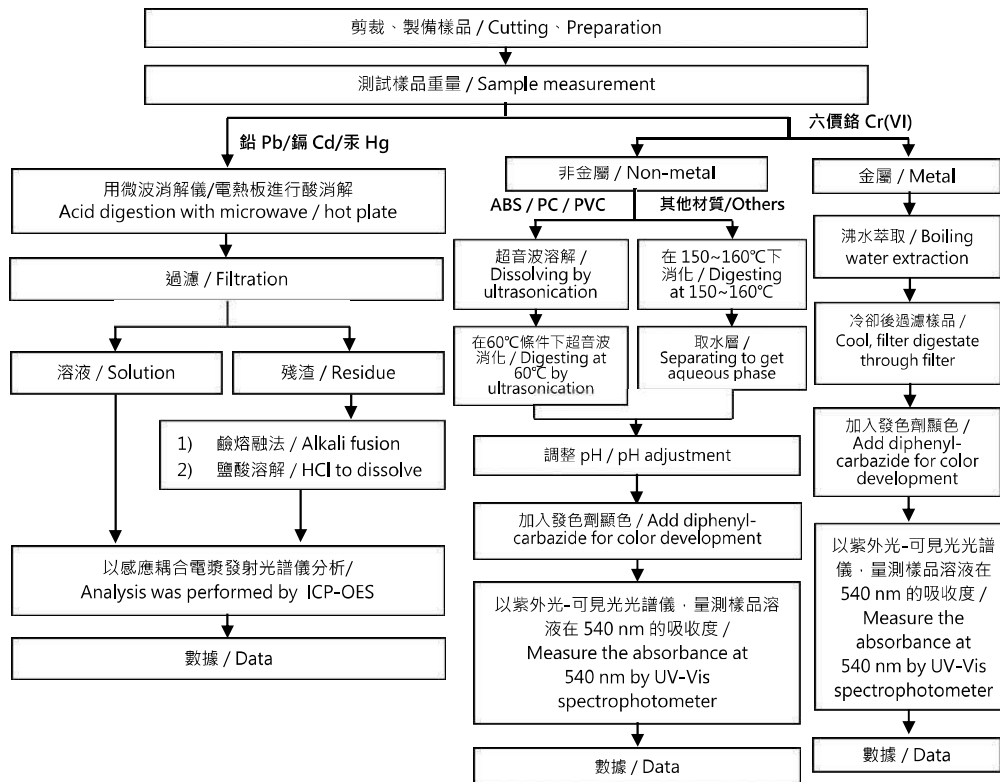 剪裁、製備樣品 / Cutting、Preparation
測試樣品重量 / Sample measurement
鉛 Pb/鎘 Cd/汞 Hg
用微波消解儀/電熱板進行酸消解
Acid digestion with microwave / hot plate
過濾 / Filtration
溶液 / Solution
殘渣 / Residue
1) 鹼熔融法 / Alkali fusion
2) 鹽酸溶解 / HCl to dissolve
以感應耦合電漿發射光譜儀分析/
Analysis was performed by ICP-OES
數據 / Data
六價鉻 Cr(VI)
非金屬 / Non-metal
ABS / PC / PVC
超音波溶解 /
Dissolving by
ultrasonication
在60℃條件下超音波
消化 / Digesting at
60℃ by
ultrasonication
其他材質/Others
在 150~160℃下
消化 / Digesting
at 150~160℃
取水層 /
Separating to get
aqueous phase
調整 pH / pH adjustment
加入發色劑顯色 / Add diphenyl-
carbazide for color development
以紫外光-可見光光譜儀，量測樣品溶
液在 540 nm 的吸收度 /
Measure the absorbance at
540 nm by UV-Vis
spectrophotometer
數據 / Data
金屬 / Metal
沸水萃取 / Boiling
water extraction
冷卻後過濾樣品 /
Cool, filter digestate
through filter
加入發色劑顯色 /
Add diphenyl-
carbazide for color
development
以紫外光-可見光光譜
儀，量測樣品溶液在
540 nm 的吸收度 /
Measure the
absorbance at
540 nm by UV-Vis
spectrophotometer
數據 / Data